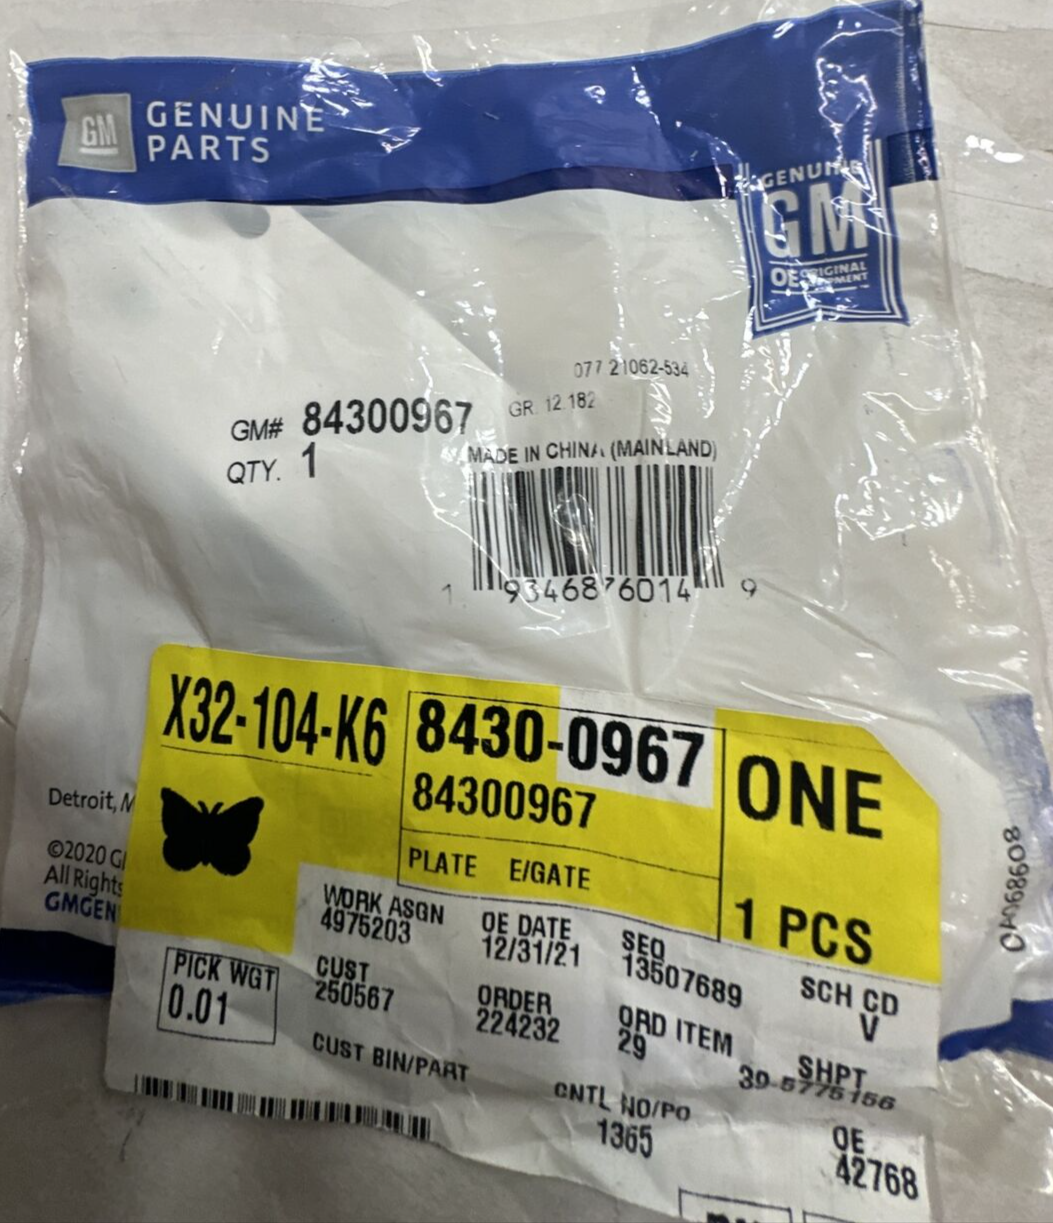 GM
GENUINE
PARTS
GENUINE
GM
OE ORIGINAL
077 21062-534
GM# 84300967
GR. 12.182
QTY. 1
MADE IN CHINA (MAINLAND)
1 9346876014 9
X32-104-K6
8430-0967
84300967
ONE
PLATE E/GATE
1 PCS
Detroit, M
©2020 G
All Rights
GMGEN
CA068608
WORK ASGN
4975203
OE DATE
12/31/21
SEQ
13507689
SCH CD
V
PICK WGT
0.01
CUST
250567
ORDER
224232
ORD ITEM
29
SHPT
39-5775156
CUST BIN/PART
CNTL NO/PO
1365
OE
42768